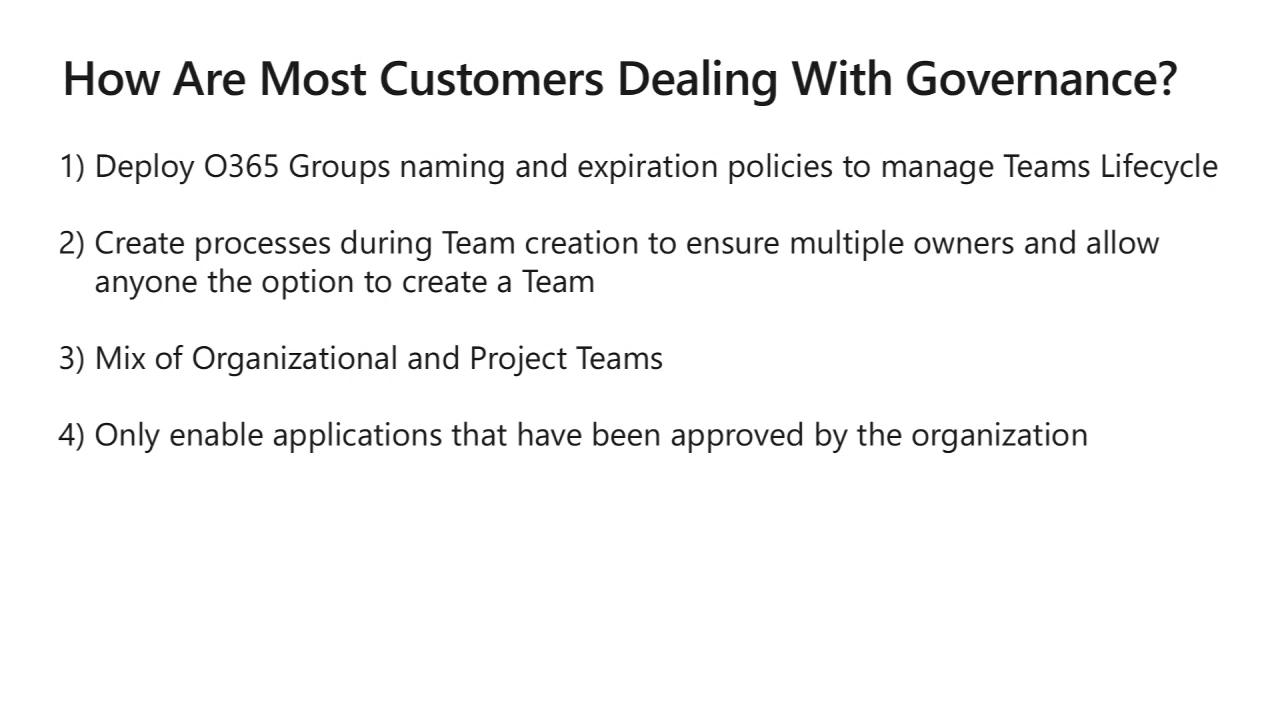 How Are Most Customers Dealing With Governance?
1) Deploy O365 Groups naming and expiration policies to manage Teams Lifecycle
2) Create processes during Team creation to ensure multiple owners and allow
anyone the option to create a Team
3) Mix of Organizational and Project Teams
4) Only enable applications that have been approved by the organization